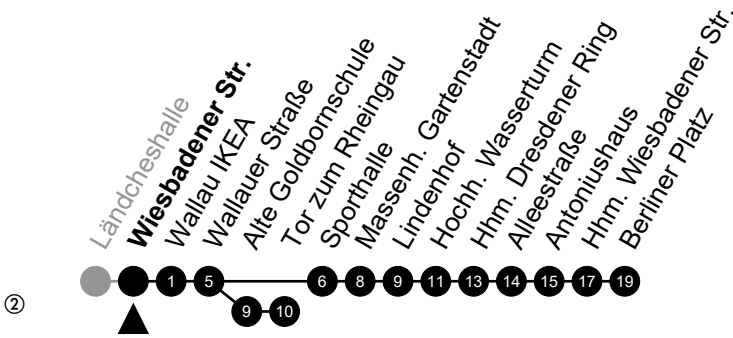 Ländcheshalle
Wiesbadener Str.
Wallau IKEA
Wallauer Straße
Alte Goldbornschule
Tor zum Rheingau
Sporthalle
Massenh. Gartenstadt
Lindenhof
Hochh. Wasserturm
Hhm. Dresdener Ring
Alleestraße
Antoniushaus
Hhm. Wiesbadener Str.
Berliner Platz
1 5 6 8 9 11 13 14 15 17 19
② 9 10